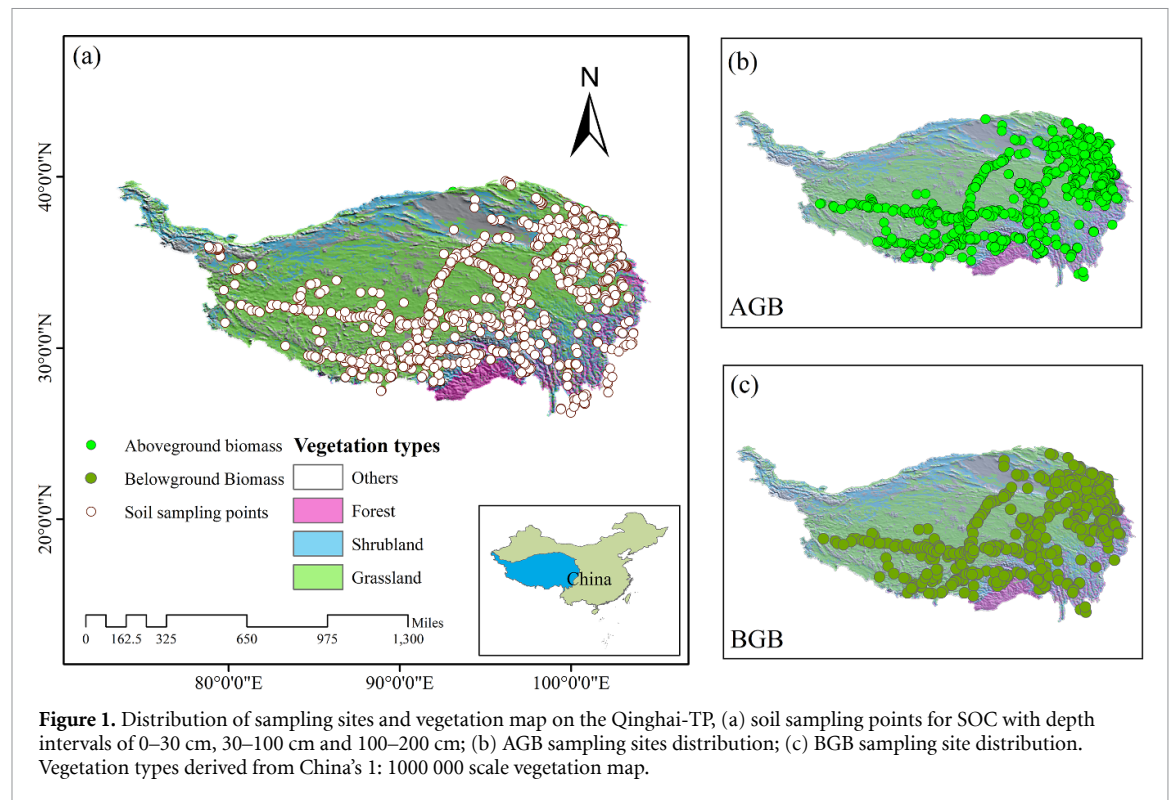 (a)
N
40°0'0"N
30°0'0"N
20°0'0"N
Aboveground biomass
Belowground Biomass
Soil sampling points
Vegetation types
Others
Forest
Shrubland
Grassland
China
Miles
0 162.5 325 650 975 1,300
80°0'0"E 90°0'0"E 100°0'0"E
(b)
AGB
(c)
BGB
Figure 1. Distribution of sampling sites and vegetation map on the Qinghai-TP, (a) soil sampling points for SOC with depth
intervals of 0–30 cm, 30–100 cm and 100–200 cm; (b) AGB sampling sites distribution; (c) BGB sampling site distribution.
Vegetation types derived from China's 1: 1000 000 scale vegetation map.